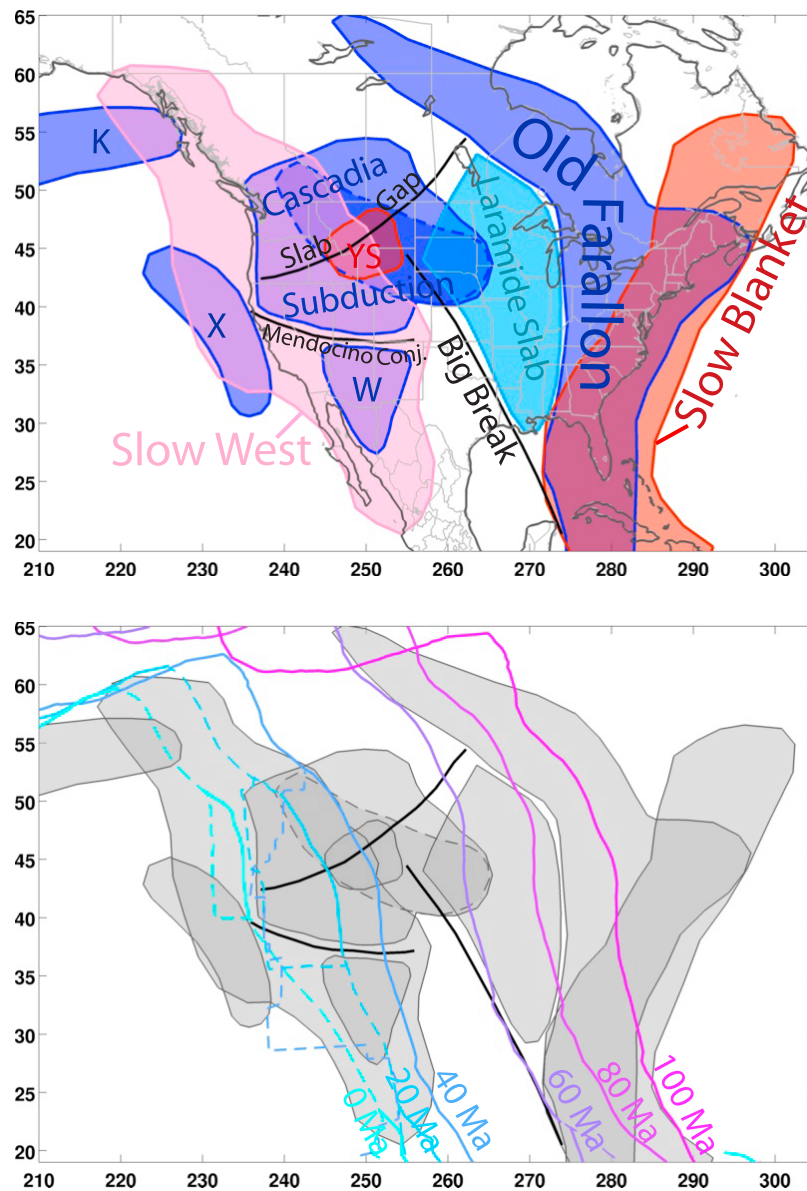 65
60
55
50
45
40
35
30
25
20
K
Cascadia
Slab Gap
YS
Subduction
X
Mendocino Conj.
W
Slow West
Big Break
Laramide Slab
Old Farallon
Slow Blanket
210 220 230 240 250 260 270 280 290 300
65
60
55
50
45
40
35
30
25
20
0 Ma
20 Ma
40 Ma
60 Ma
80 Ma
100 Ma
210 220 230 240 250 260 270 280 290 300